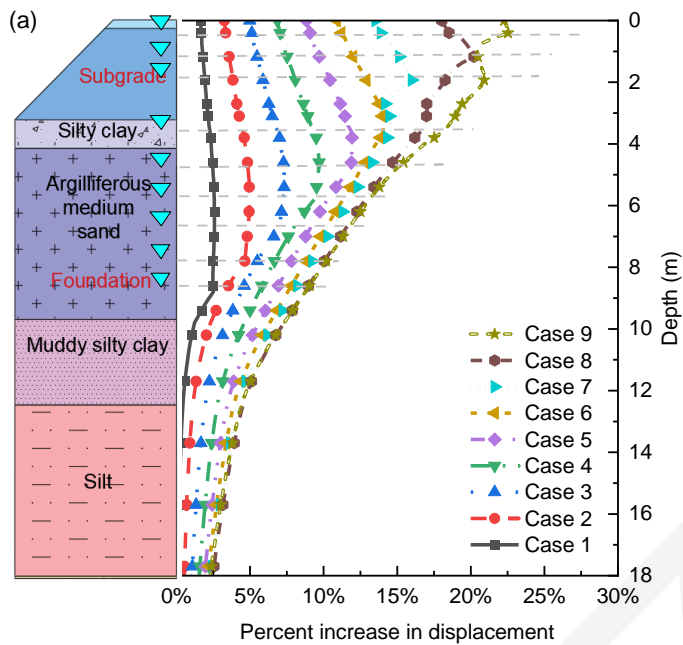 (a)
Subgrade
Silty clay
Argilliferous
medium
sand
Foundation
Muddy silty clay
Silt
0
2
4
6
8
10
12
14
16
18
Depth (m)
Case 9
Case 8
Case 7
Case 6
Case 5
Case 4
Case 3
Case 2
Case 1
0% 5% 10% 15% 20% 25% 30%
Percent increase in displacement